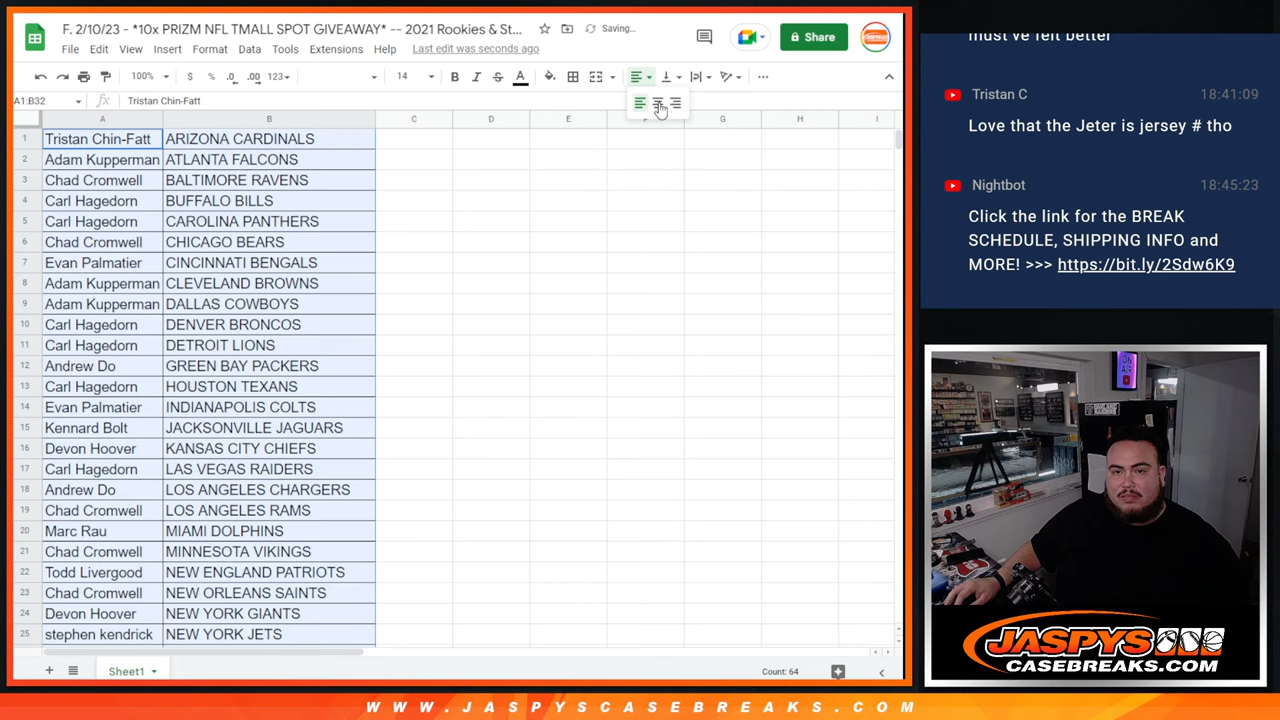 F. 2/10/23 - *10x PRIZM NFL TMALL SPOT GIVEAWAY* -- 2021 Rookies & St...
Saving...
Share
File Edit View Insert Format Data Tools Extensions Help Last edit was seconds ago
100% $ % .0 .00 123 14 B I S A
A1:B32 fx Tristan Chin-Fatt
A B C D E F G H I
1 Tristan Chin-Fatt ARIZONA CARDINALS
2 Adam Kupperman ATLANTA FALCONS
3 Chad Cromwell BALTIMORE RAVENS
4 Carl Hagedorn BUFFALO BILLS
5 Carl Hagedorn CAROLINA PANTHERS
6 Chad Cromwell CHICAGO BEARS
7 Evan Palmatier CINCINNATI BENGALS
8 Adam Kupperman CLEVELAND BROWNS
9 Adam Kupperman DALLAS COWBOYS
10 Carl Hagedorn DENVER BRONCOS
11 Carl Hagedorn DETROIT LIONS
12 Andrew Do GREEN BAY PACKERS
13 Carl Hagedorn HOUSTON TEXANS
14 Evan Palmatier INDIANAPOLIS COLTS
15 Kennard Bolt JACKSONVILLE JAGUARS
16 Devon Hoover KANSAS CITY CHIEFS
17 Carl Hagedorn LAS VEGAS RAIDERS
18 Andrew Do LOS ANGELES CHARGERS
19 Chad Cromwell LOS ANGELES RAMS
20 Marc Rau MIAMI DOLPHINS
21 Chad Cromwell MINNESOTA VIKINGS
22 Todd Livergood NEW ENGLAND PATRIOTS
23 Chad Cromwell NEW ORLEANS SAINTS
24 Devon Hoover NEW YORK GIANTS
25 stephen kendrick NEW YORK JETS
Sheet1
Count: 64
must've felt better
Tristan C 18:41:09
Love that the Jeter is jersey # tho
Nightbot 18:45:23
Click the link for the BREAK
SCHEDULE, SHIPPING INFO and
MORE! >>> https://bit.ly/2Sdw6K9
ON
AIR
JASPYS
CASEBREAKS.COM
WWW.JASPYSCASEBREAKS.COM